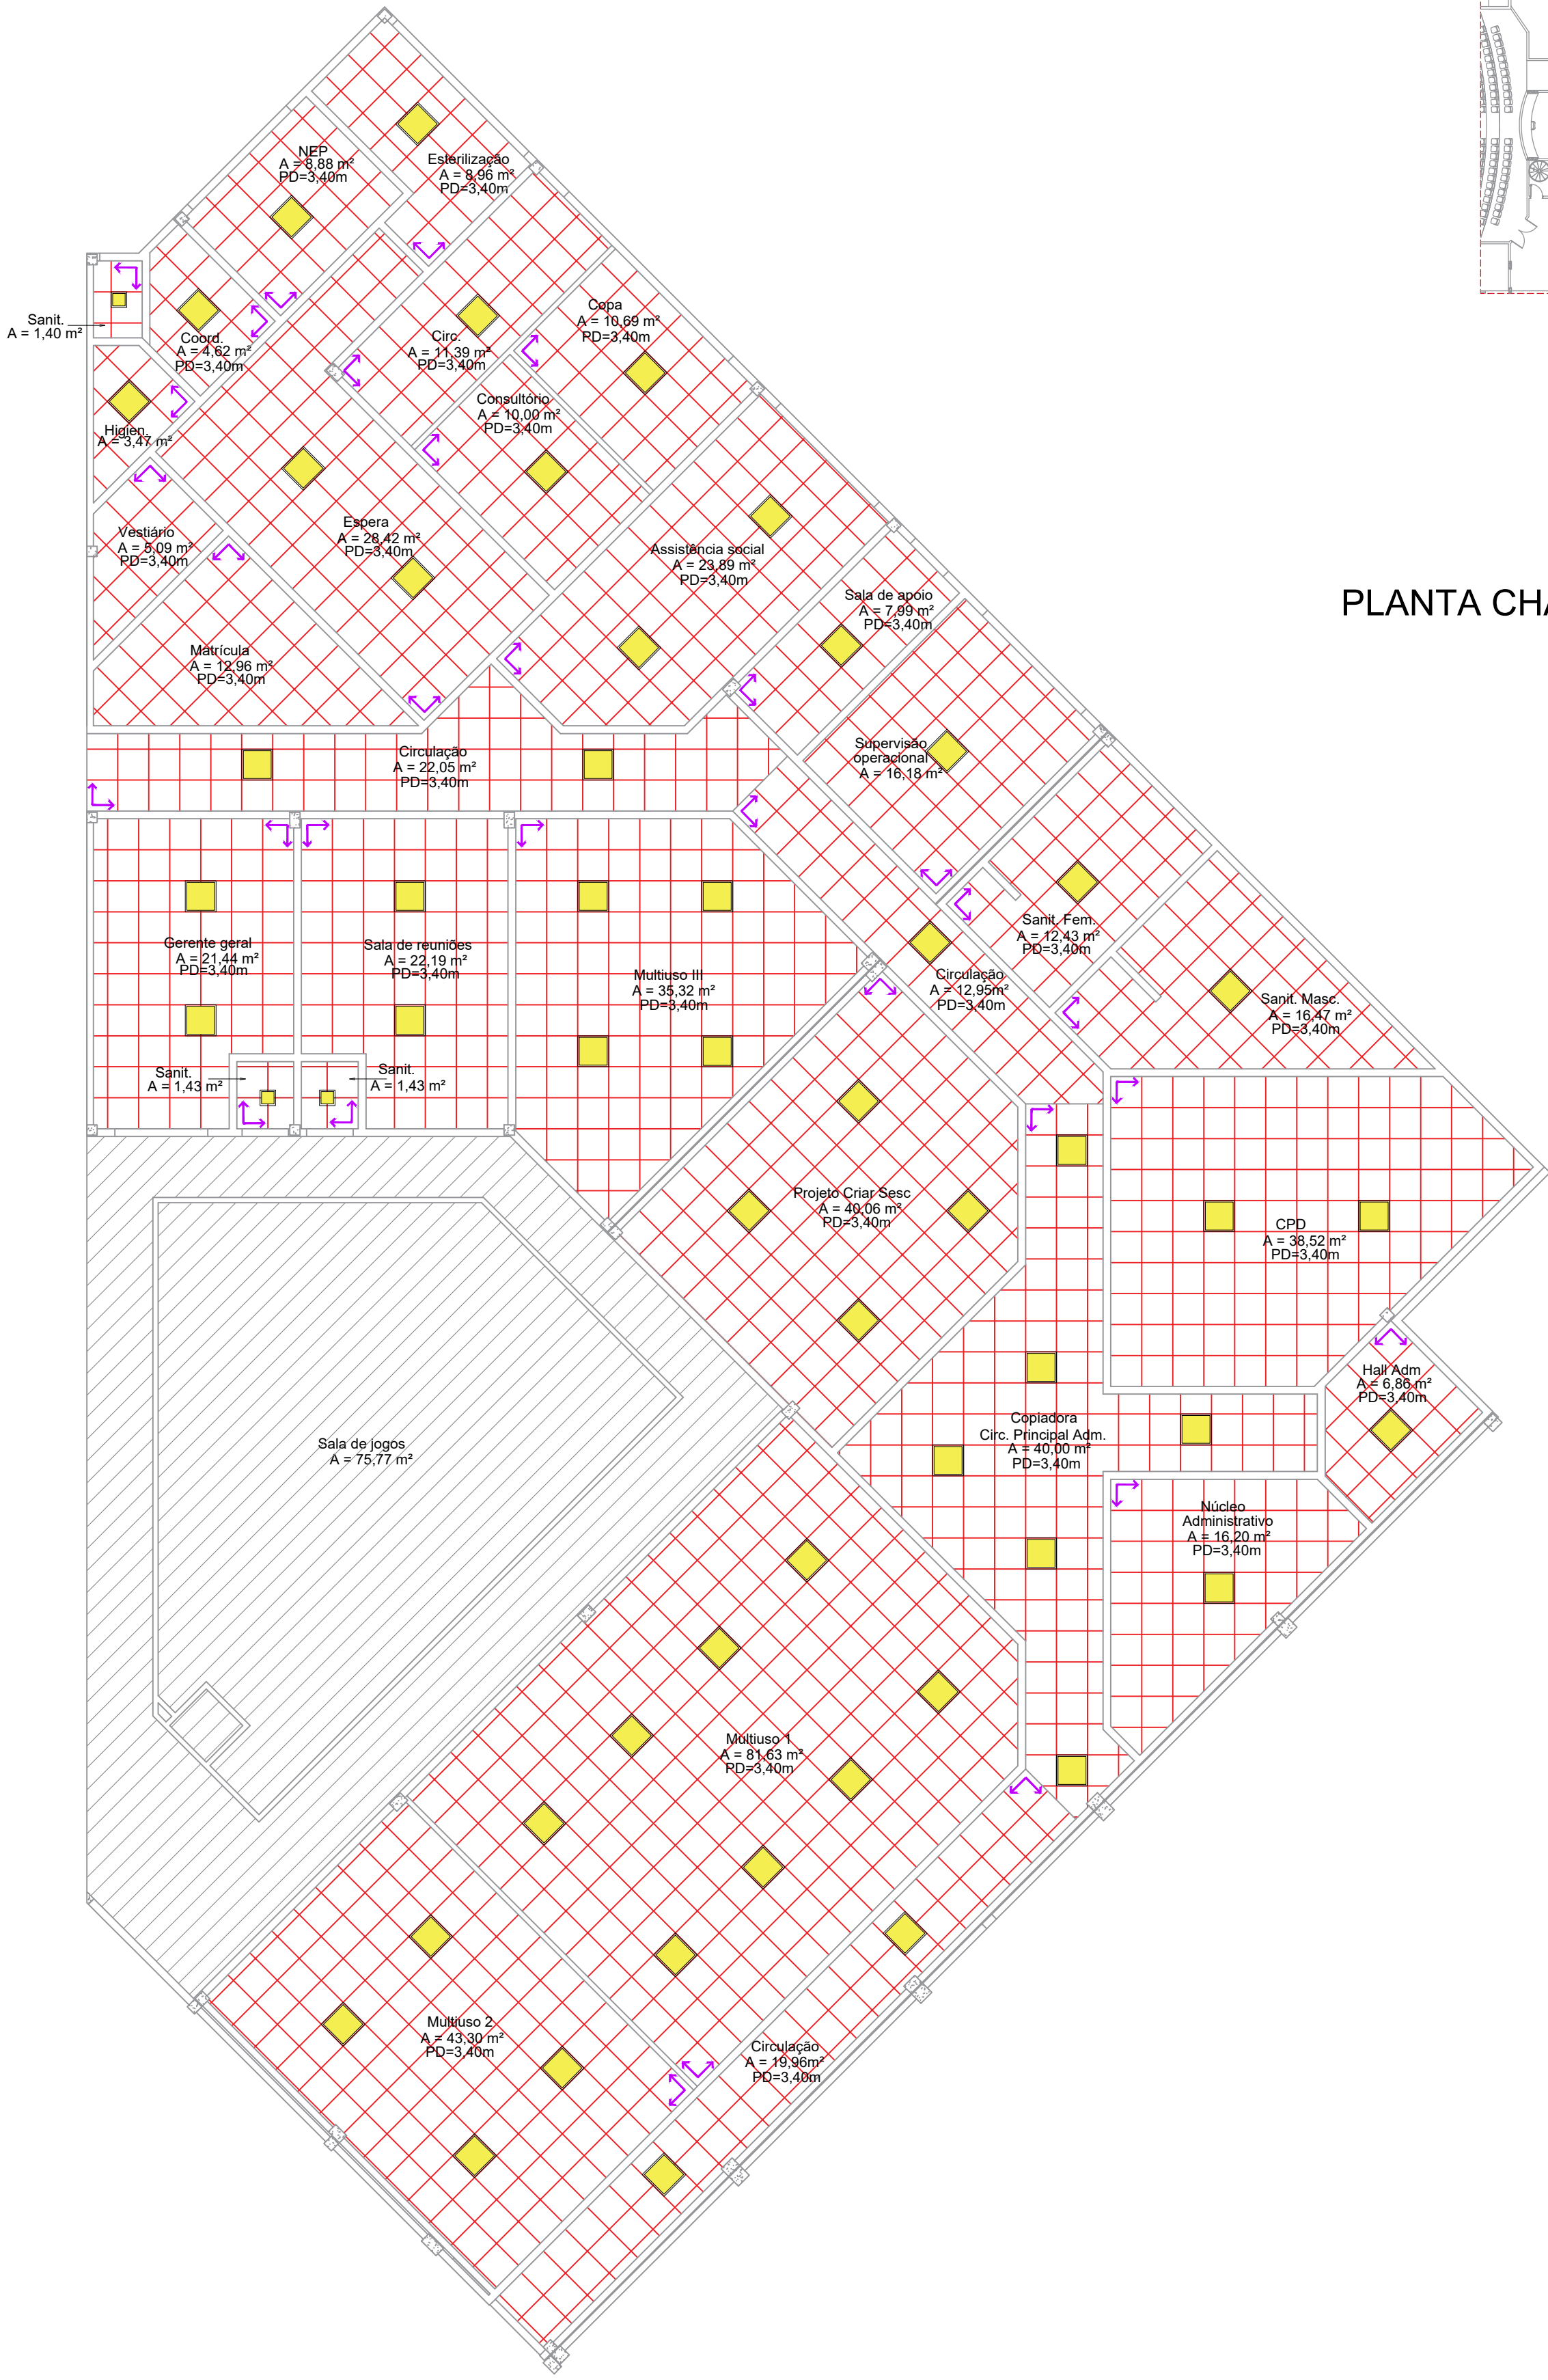 NEP
A = 8,88 m²
PD=3,40m
Esterilização
A = 8,96 m²
PD=3,40m
Sanit.
A = 1,40 m²
Coord.
A = 4,62 m²
PD=3,40m
Circ.
A = 11,39 m²
PD=3,40m
Copa
A = 10,69 m²
PD=3,40m
Higien.
A = 3,47 m²
Consultório
A = 10,00 m²
PD=3,40m
Vestiário
A = 5,09 m²
PD=3,40m
Espera
A = 28,42 m²
PD=3,40m
Assistência social
A = 23,89 m²
PD=3,40m
Sala de apoio
A = 7,99 m²
PD=3,40m
PLANTA CHA
Matrícula
A = 12,96 m²
PD=3,40m
Circulação
A = 22,05 m²
PD=3,40m
Supervisão
operacional
A = 16,18 m²
Gerente geral
A = 21,44 m²
PD=3,40m
Sala de reuniões
A = 22,19 m²
PD=3,40m
Multiuso III
A = 35,32 m²
PD=3,40m
Circulação
A = 12,95m²
PD=3,40m
Sanit. Fem.
A = 12,43 m²
PD=3,40m
Sanit. Masc.
A = 16,47 m²
PD=3,40m
Sanit.
A = 1,43 m²
Sanit.
A = 1,43 m²
Projeto Criar Sesc
A = 40,06 m²
PD=3,40m
CPD
A = 38,52 m²
PD=3,40m
Hall Adm
A = 6,86 m²
PD=3,40m
Sala de jogos
A = 75,77 m²
Copiadora
Circ. Principal Adm.
A = 40,00 m²
PD=3,40m
Núcleo
Administrativo
A = 16,20 m²
PD=3,40m
Multiuso 1
A = 81,63 m²
PD=3,40m
Multiuso 2
A = 43,30 m²
PD=3,40m
Circulação
A = 19,96m²
PD=3,40m